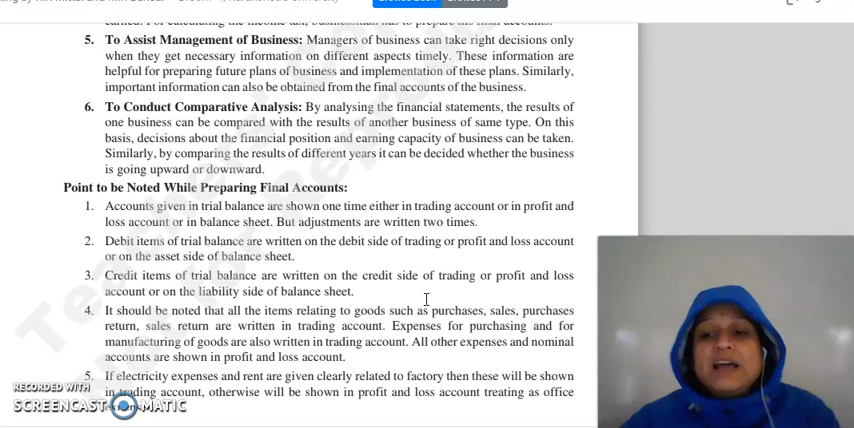 5. To Assist Management of Business: Managers of business can take right decisions only
when they get necessary information on different aspects timely. These information are
helpful for preparing future plans of business and implementation of these plans. Similarly,
important information can also be obtained from the final accounts of the business.
6. To Conduct Comparative Analysis: By analysing the financial statements, the results of
one business can be compared with the results of another business of same type. On this
basis, decisions about the financial position and earning capacity of business can be taken.
Similarly, by comparing the results of different years it can be decided whether the business
is going upward or downward.
Point to be Noted While Preparing Final Accounts:
1. Accounts given in trial balance are shown one time either in trading account or in profit and
loss account or in balance sheet. But adjustments are written two times.
2. Debit items of trial balance are written on the debit side of trading or profit and loss account
or on the asset side of balance sheet.
3. Credit items of trial balance are written on the credit side of trading or profit and loss
account or on the liability side of balance sheet.
4. It should be noted that all the items relating to goods such as purchases, sales, purchases
return, sales return are written in trading account. Expenses for purchasing and for
manufacturing of goods are also written in trading account. All other expenses and nominal
accounts are shown in profit and loss account.
5. If electricity expenses and rent are given clearly related to factory then these will be shown
in trading account, otherwise will be shown in profit and loss account treating as office
RECORDED WITH
SCREENCAST MATIC